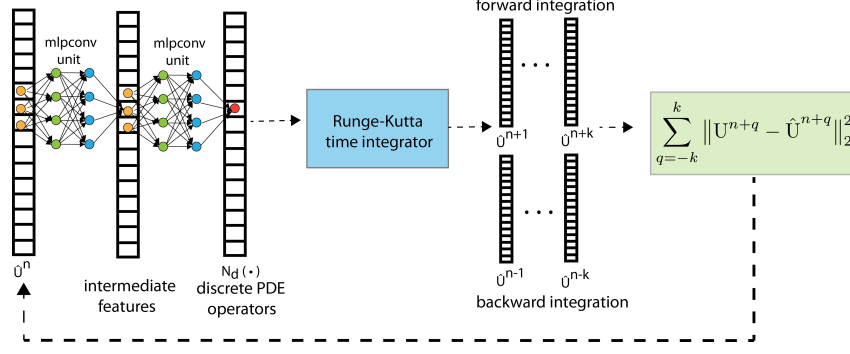 forward integration
mlpconv
unit
mlpconv
unit
Runge-Kutta
time integrator
Û^{n+1}
Û^{n+k}
\sum_{q=-k}^{k} \|U^{n+q} - Û^{n+q}\|_2^2
Û^n
intermediate
features
N_d(·)
discrete PDE
operators
Û^{n-1}
Û^{n-k}
backward integration